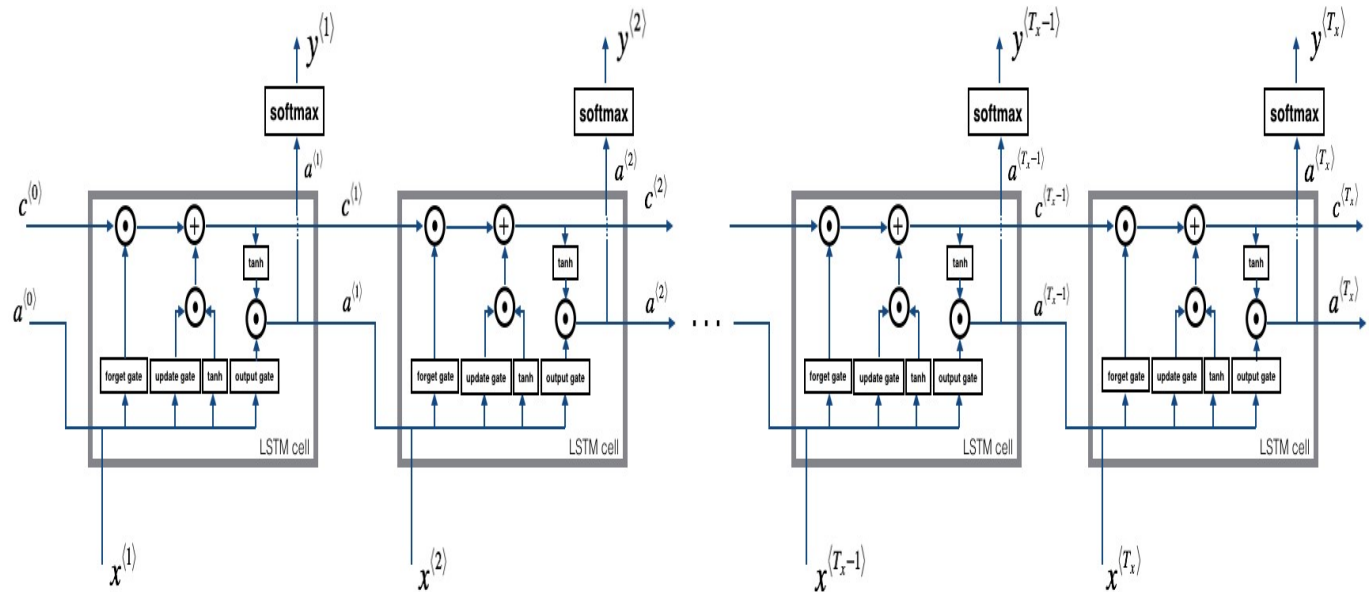 y⟨1⟩ y⟨2⟩ y⟨Tx−1⟩ y⟨Tx⟩
softmax softmax softmax softmax
a⟨1⟩ a⟨2⟩ a⟨Tx−1⟩ a⟨Tx⟩
c⟨0⟩ c⟨1⟩ c⟨2⟩ c⟨Tx−1⟩ c⟨Tx⟩
+ + + +
tanh tanh tanh tanh
a⟨0⟩ a⟨1⟩ a⟨2⟩ ... a⟨Tx−1⟩ a⟨Tx⟩
forget gate update gate tanh output gate forget gate update gate tanh output gate forget gate update gate tanh output gate forget gate update gate tanh output gate
LSTM cell LSTM cell LSTM cell LSTM cell
x⟨1⟩ x⟨2⟩ x⟨Tx−1⟩ x⟨Tx⟩